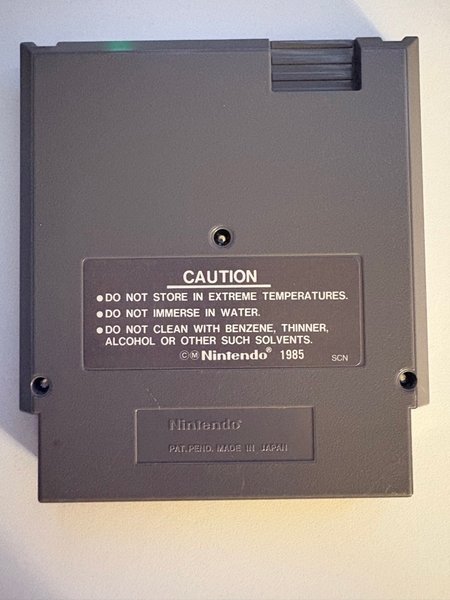 CAUTION
● DO NOT STORE IN EXTREME TEMPERATURES.
● DO NOT IMMERSE IN WATER.
● DO NOT CLEAN WITH BENZENE, THINNER,
ALCOHOL OR OTHER SUCH SOLVENTS.
ⒸⓂ Nintendo® 1985 SCN
Nintendo®
PAT.PEND. MADE IN JAPAN